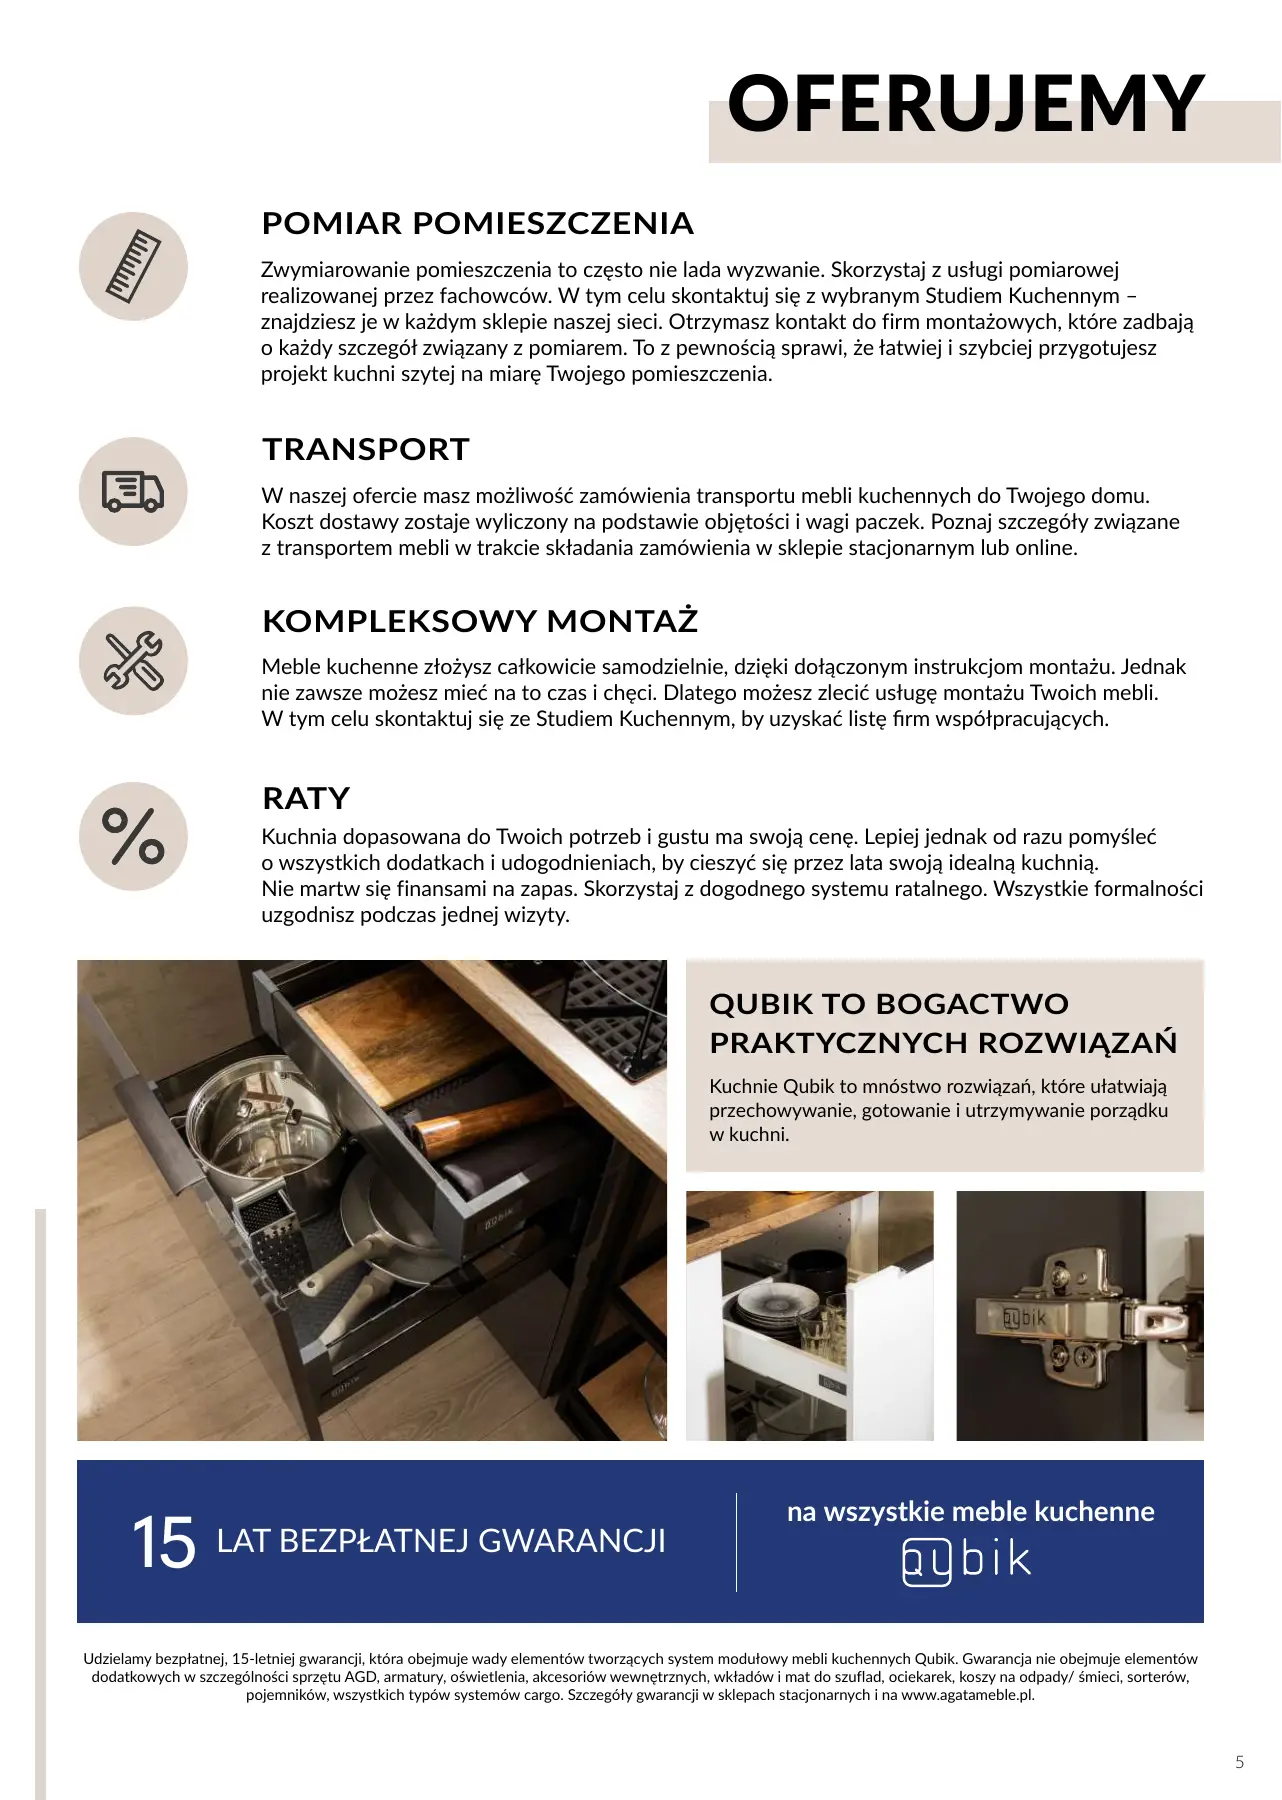 OFERUJEMY
POMIAR POMIESZCZENIA
Zwymiarowanie pomieszczenia to często nie lada wyzwanie. Skorzystaj z usługi pomiarowej
realizowanej przez fachowców. W tym celu skontaktuj się z wybranym Studiem Kuchennym –
znajdziesz je w każdym sklepie naszej sieci. Otrzymasz kontakt do firm montażowych, które zadbają
o każdy szczegół związany z pomiarem. To z pewnością sprawi, że łatwiej i szybciej przygotujesz
projekt kuchni szytej na miarę Twojego pomieszczenia.
TRANSPORT
W naszej ofercie masz możliwość zamówienia transportu mebli kuchennych do Twojego domu.
Koszt dostawy zostaje wyliczony na podstawie objętości i wagi paczek. Poznaj szczegóły związane
z transportem mebli w trakcie składania zamówienia w sklepie stacjonarnym lub online.
KOMPLEKSOWY MONTAŻ
Meble kuchenne złożysz całkowicie samodzielnie, dzięki dołączonym instrukcjom montażu. Jednak
nie zawsze możesz mieć na to czas i chęci. Dlatego możesz zlecić usługę montażu Twoich mebli.
W tym celu skontaktuj się ze Studiem Kuchennym, by uzyskać listę firm współpracujących.
RATY
Kuchnia dopasowana do Twoich potrzeb i gustu ma swoją cenę. Lepiej jednak od razu pomyśleć
o wszystkich dodatkach i udogodnieniach, by cieszyć się przez lata swoją idealną kuchnią.
Nie martw się finansami na zapas. Skorzystaj z dogodnego systemu ratalnego. Wszystkie formalności
uzgodnisz podczas jednej wizyty.
QUBIK TO BOGACTWO
PRAKTYCZNYCH ROZWIĄZAŃ
Kuchnie Qubik to mnóstwo rozwiązań, które ułatwiają
przechowywanie, gotowanie i utrzymywanie porządku
w kuchni.
qubik
qubik
qubik
15 LAT BEZPŁATNEJ GWARANCJI
na wszystkie meble kuchenne
qubik
Udzielamy bezpłatnej, 15-letniej gwarancji, która obejmuje wady elementów tworzących system modułowy mebli kuchennych Qubik. Gwarancja nie obejmuje elementów
dodatkowych w szczególności sprzętu AGD, armatury, oświetlenia, akcesoriów wewnętrznych, wkładów i mat do szuflad, ociekarek, koszy na odpady/ śmieci, sorterów,
pojemników, wszystkich typów systemów cargo. Szczegóły gwarancji w sklepach stacjonarnych i na www.agatameble.pl.
5